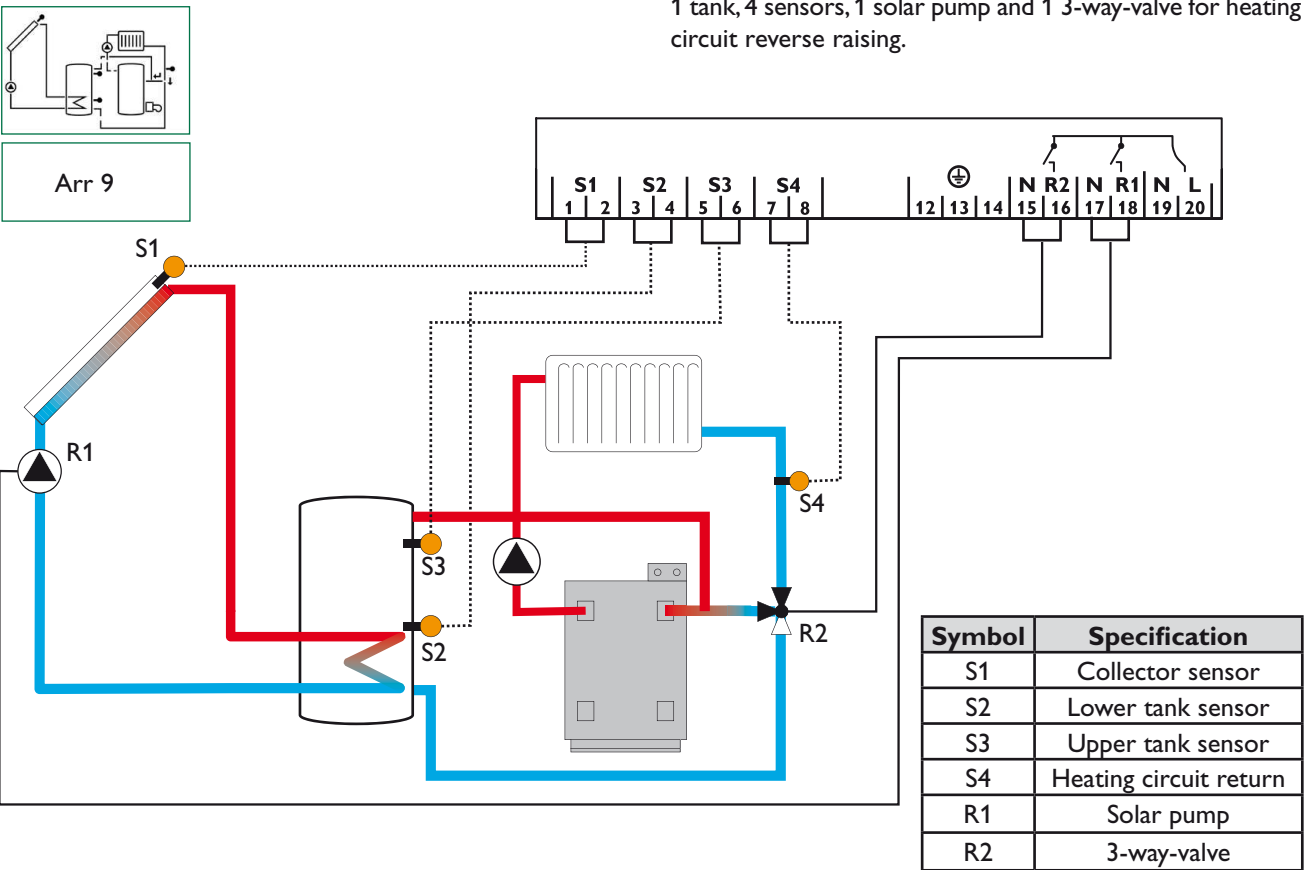 1 tank, 4 sensors, 1 solar pump and 1 3-way-valve for heating
circuit reverse raising.
Arr 9
S1 S2 S3 S4 N R2 N R1 N L
1 2 3 4 5 6 7 8 12 13 14 15 16 17 18 19 20
S1
R1
S4
S3
S2
R2
Symbol Specification
S1 Collector sensor
S2 Lower tank sensor
S3 Upper tank sensor
S4 Heating circuit return
R1 Solar pump
R2 3-way-valve